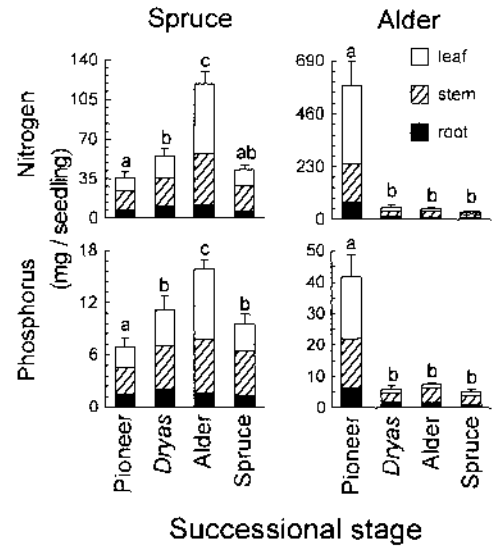 Spruce
Alder
Nitrogen
Phosphorus
(mg / seedling)
140
105
70
35
0
a
b
c
ab
690
460
230
0
a
b
b
b
leaf
stem
root
18
12
6
0
a
b
c
b
50
40
30
20
10
0
a
b
b
b
Pioneer
Dryas
Alder
Spruce
Pioneer
Dryas
Alder
Spruce
Successional stage